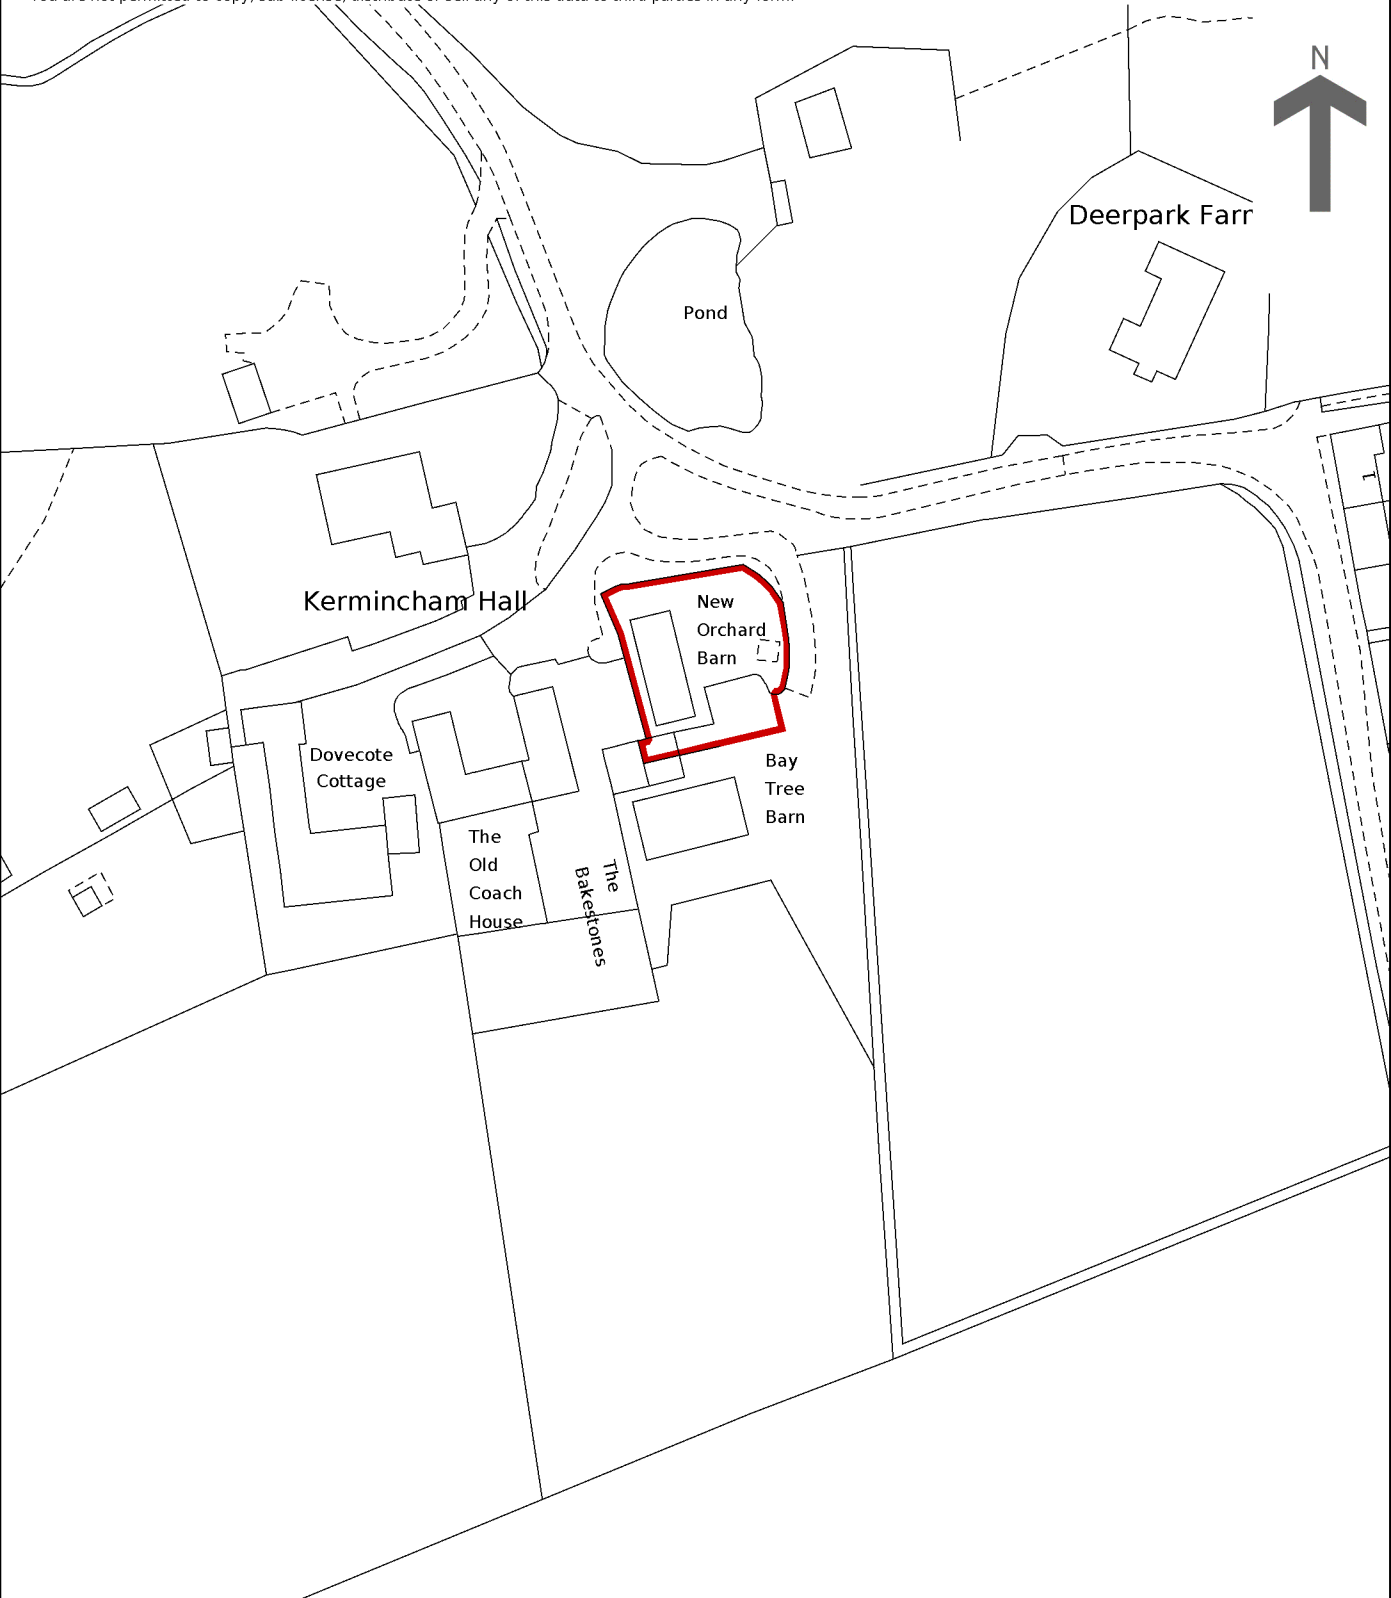 N
Deerpark Farr
Pond
1
Kermincham Hall
New
Orchard
Barn
Dovecote
Cottage
Bay
Tree
Barn
The
Old
Coach
House
The
Bakestones